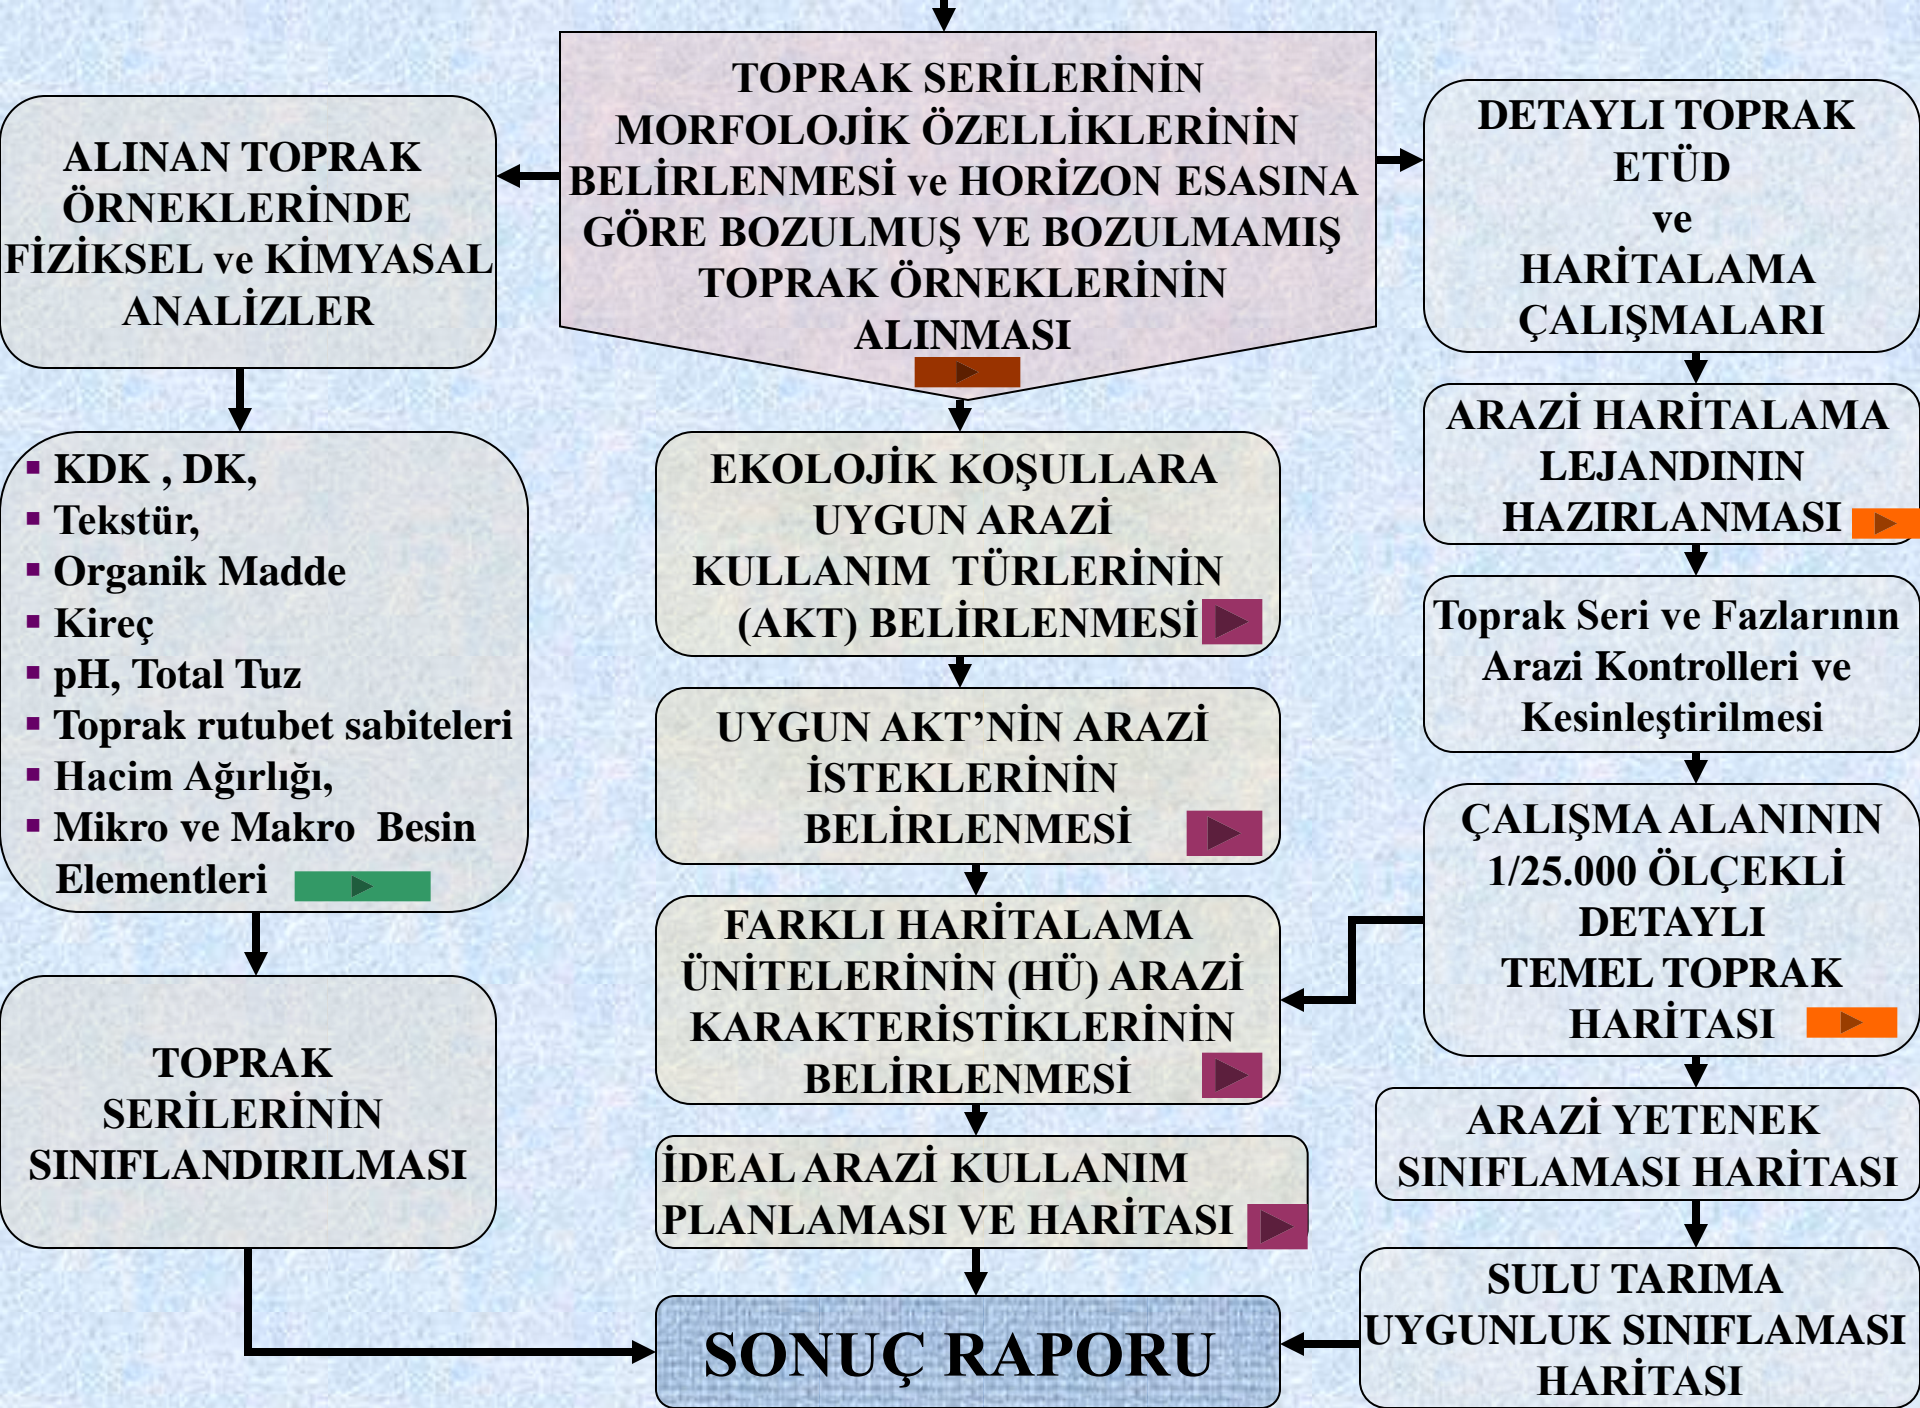 TOPRAK SERİLERİNİN
MORFOLOJİK ÖZELLİKLERİNİN
BELİRLENMESİ ve HORİZON ESASINA
GÖRE BOZULMUŞ VE BOZULMAMIŞ
TOPRAK ÖRNEKLERİNİN
ALINMASI
ALINAN TOPRAK
ÖRNEKLERİNDE
FİZİKSEL ve KİMYASAL
ANALİZLER
▪ KDK , DK,
▪ Tekstür,
▪ Organik Madde
▪ Kireç
▪ pH, Total Tuz
▪ Toprak rutubet sabiteleri
▪ Hacim Ağırlığı,
▪ Mikro ve Makro Besin
Elementleri
TOPRAK
SERİLERİNİN
SINIFLANDIRILMASI
EKOLOJİK KOŞULLARA
UYGUN ARAZİ
KULLANIM TÜRLERİNİN
(AKT) BELİRLENMESİ
UYGUN AKT’NİN ARAZİ
İSTEKLERİNİN
BELİRLENMESİ
FARKLI HARİTALAMA
ÜNİTELERİNİN (HÜ) ARAZİ
KARAKTERİSTİKLERİNİN
BELİRLENMESİ
İDEAL ARAZİ KULLANIM
PLANLAMASI VE HARİTASI
SONUÇ RAPORU
DETAYLI TOPRAK
ETÜD
ve
HARİTALAMA
ÇALIŞMALARI
ARAZİ HARİTALAMA
LEJANDININ
HAZIRLANMASI
Toprak Seri ve Fazlarının
Arazi Kontrolleri ve
Kesinleştirilmesi
ÇALIŞMA ALANININ
1/25.000 ÖLÇEKLİ
DETAYLI
TEMEL TOPRAK
HARİTASI
ARAZİ YETENEK
SINIFLAMASI HARİTASI
SULU TARIMA
UYGUNLUK SINIFLAMASI
HARİTASI